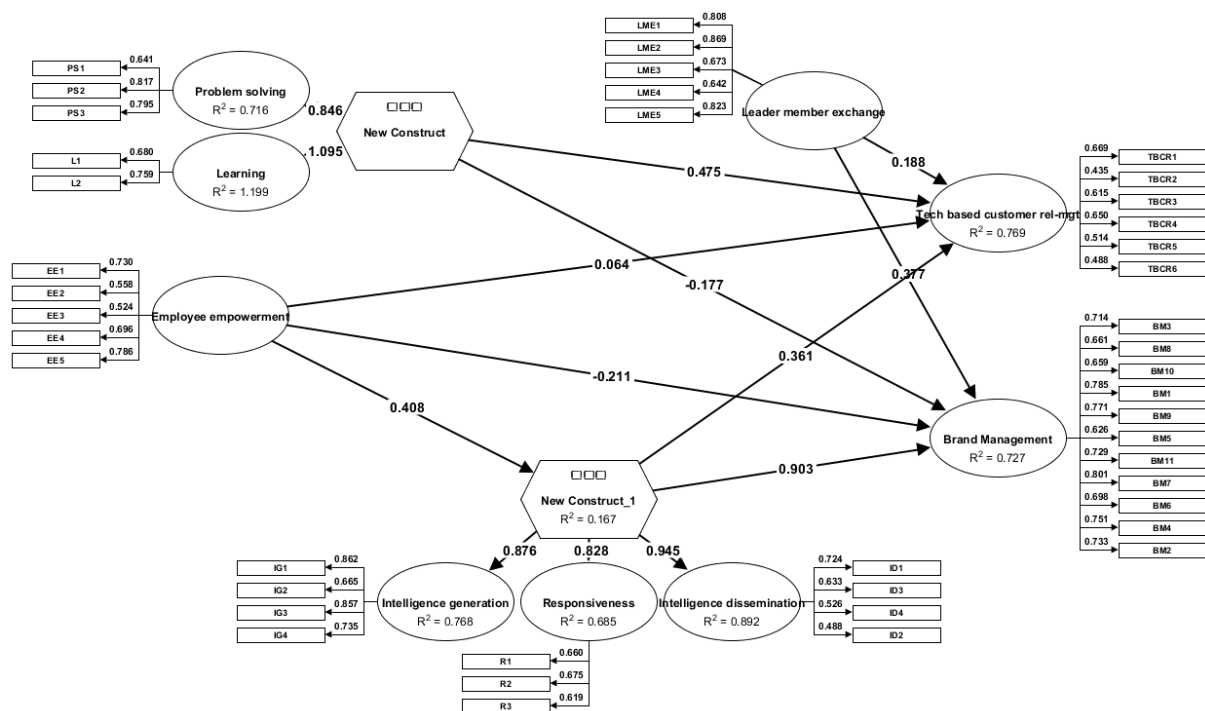 PS1
0.641
PS2
0.817
PS3
0.795
Problem solving
R² = 0.716
0.846
L1
0.680
L2
0.759
Learning
R² = 1.199
1.095
New Construct
LME1
0.808
LME2
0.869
LME3
0.673
LME4
0.642
LME5
0.823
Leader member exchange
0.188
0.475
0.377
0.064
-0.177
Tech based customer rel-mgt
R² = 0.769
0.669
TBCR1
0.435
TBCR2
0.615
TBCR3
0.650
TBCR4
0.514
TBCR5
0.488
TBCR6
EE1
0.730
EE2
0.558
EE3
0.524
EE4
0.696
EE5
0.786
Employee empowerment
0.361
-0.211
0.408
0.903
Brand Management
R² = 0.727
0.714
BM3
0.661
BM8
0.659
BM10
0.785
BM1
0.771
BM9
0.626
BM5
0.729
BM11
0.801
BM7
0.698
BM6
0.751
BM4
0.733
BM2
New Construct_1
R² = 0.167
0.876
0.828
0.945
IG1
0.862
IG2
0.665
IG3
0.857
IG4
0.735
Intelligence generation
R² = 0.768
Responsiveness
R² = 0.685
Intelligence dissemination
R² = 0.892
0.724
ID1
0.633
ID3
0.526
ID4
0.488
ID2
R1
0.660
R2
0.675
R3
0.619